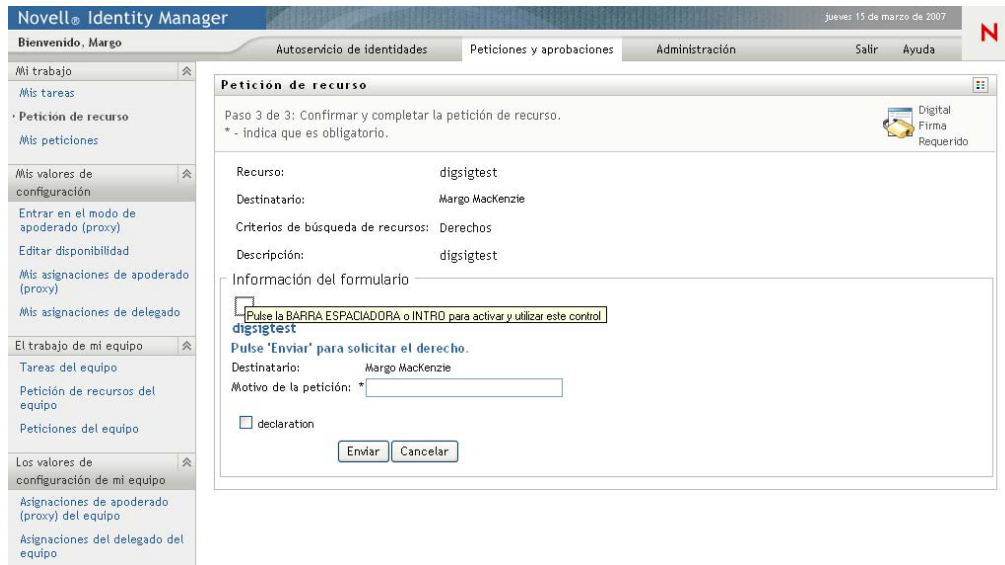 Novell® Identity Manager
jueves 15 de marzo de 2007
N
Bienvenido, Margo
Autoservicio de identidades
Peticiones y aprobaciones
Administración
Salir
Ayuda
Mi trabajo
Mis tareas
Petición de recurso
Mis peticiones
Mis valores de
configuración
Entrar en el modo de
apoderado (proxy)
Editar disponibilidad
Mis asignaciones de apoderado
(proxy)
Mis asignaciones de delegado
El trabajo de mi equipo
Tareas del equipo
Petición de recursos del
equipo
Peticiones del equipo
Los valores de
configuración de mi equipo
Asignaciones de apoderado
(proxy) del equipo
Asignaciones del delegado del
equipo
Petición de recurso
Paso 3 de 3: Confirmar y completar la petición de recurso.
* - indica que es obligatorio.
Digital
Firma
Requerido
Recurso: digsigtest
Destinatario: Margo MacKenzie
Criterios de búsqueda de recursos: Derechos
Descripción: digsigtest
Información del formulario
Pulse la BARRA ESPACIADORA o INTRO para activar y utilizar este control
digsigtest
Pulse 'Enviar' para solicitar el derecho.
Destinatario: Margo MacKenzie
Motivo de la petición: *
declaration
Enviar
Cancelar